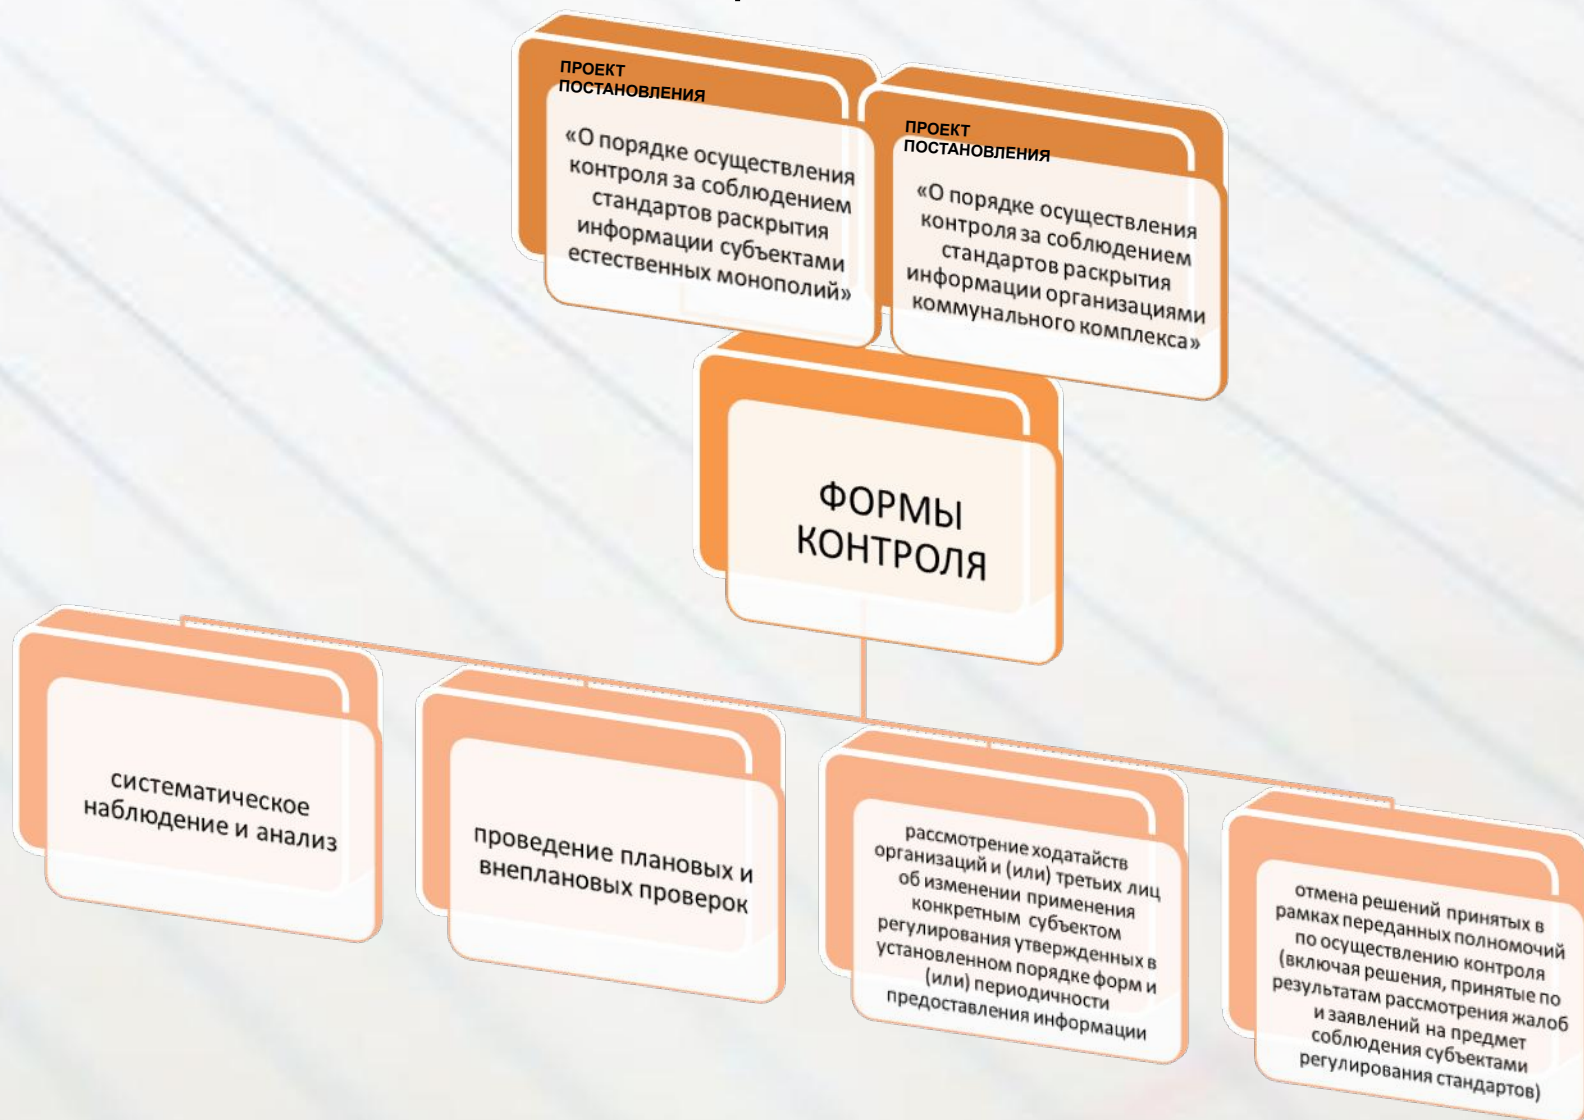 ПРОЕКТ
ПОСТАНОВЛЕНИЯ
«О порядке осуществления
контроля за соблюдением
стандартов раскрытия
информации субъектами
естественных монополий»
ПРОЕКТ
ПОСТАНОВЛЕНИЯ
«О порядке осуществления
контроля за соблюдением
стандартов раскрытия
информации организациями
коммунального комплекса»
ФОРМЫ
КОНТРОЛЯ
систематическое
наблюдение и анализ
проведение плановых и
внеплановых проверок
рассмотрение ходатайств
организаций и (или) третьих лиц
об изменении применения
конкретным субъектом
регулирования утвержденных в
установленном порядке форм и
(или) периодичности
предоставления информации
отмена решений принятых в
рамках переданных полномочий
по осуществлению контроля
(включая решения, принятые по
результатам рассмотрения жалоб
и заявлений на предмет
соблюдения субъектами
регулирования стандартов)